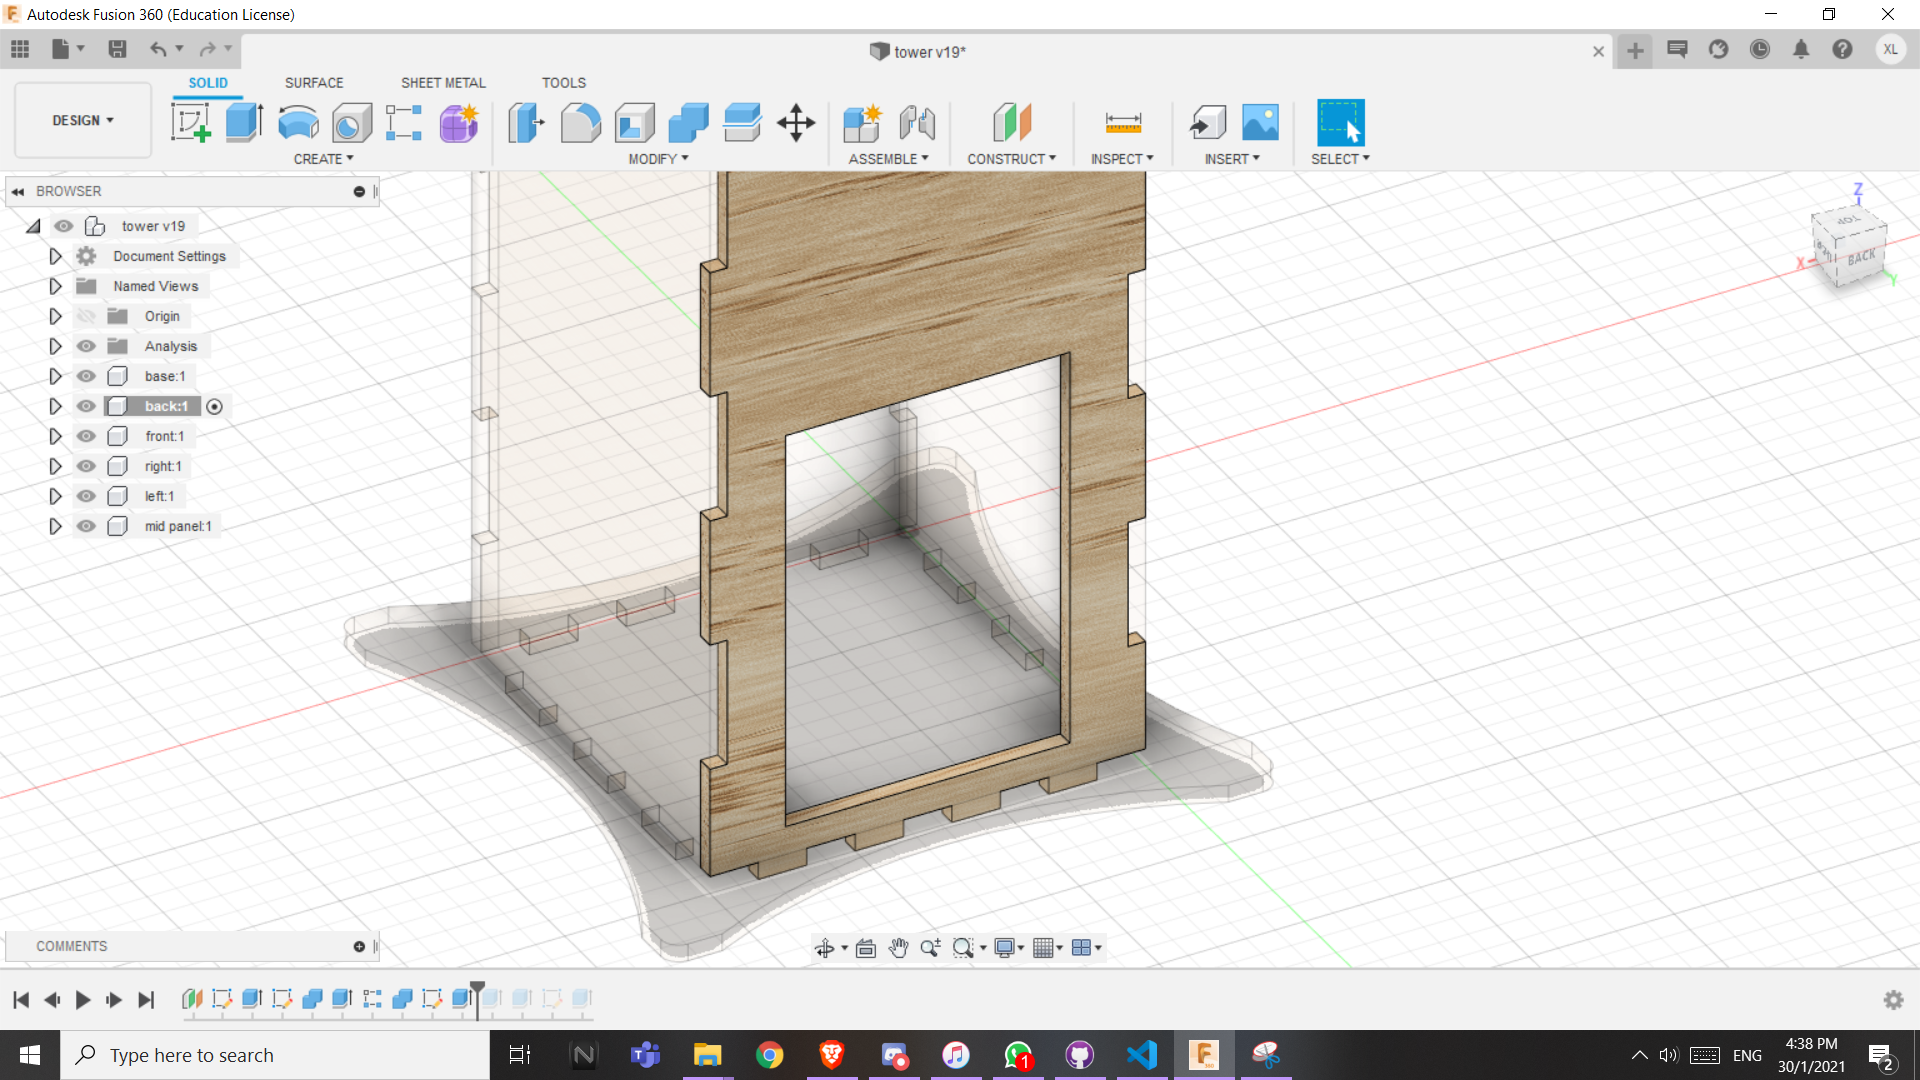 Autodesk Fusion 360 (Education License)
tower v19*
XL
DESIGN
SOLID
SURFACE
SHEET METAL
TOOLS
CREATE
MODIFY
ASSEMBLE
CONSTRUCT
INSPECT
INSERT
SELECT
BROWSER
tower v19
Document Settings
Named Views
Origin
Analysis
base:1
back:1
front:1
right:1
left:1
mid panel:1
Z
TOP
BACK
X
Y
COMMENTS
Type here to search
1
ENG
4:38 PM
30/1/2021
2